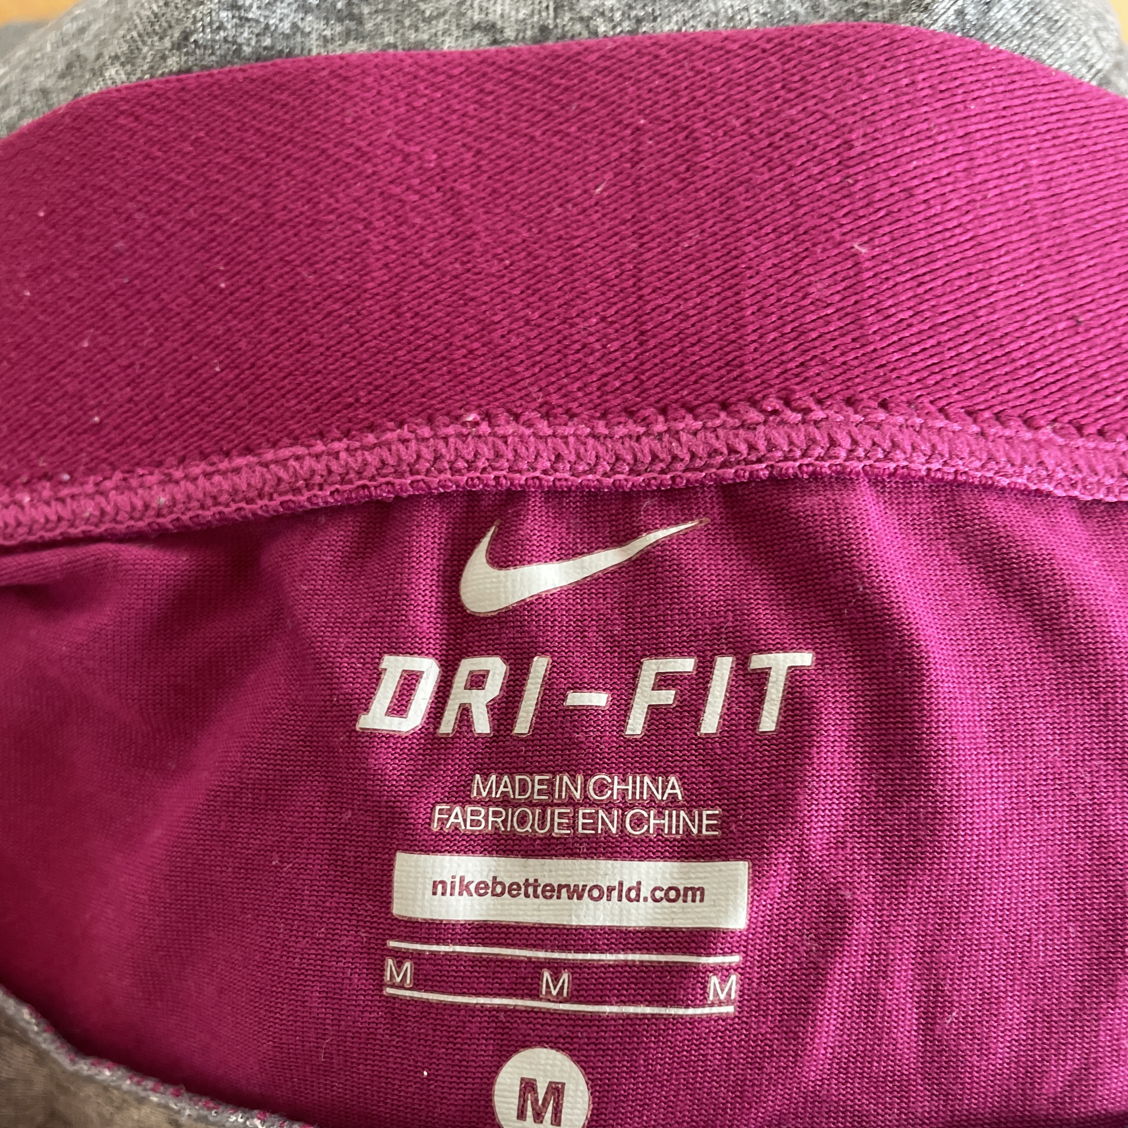 DRI-FIT
MADE IN CHINA
FABRIQUE EN CHINE
nikebetterworld.com
M M M
M